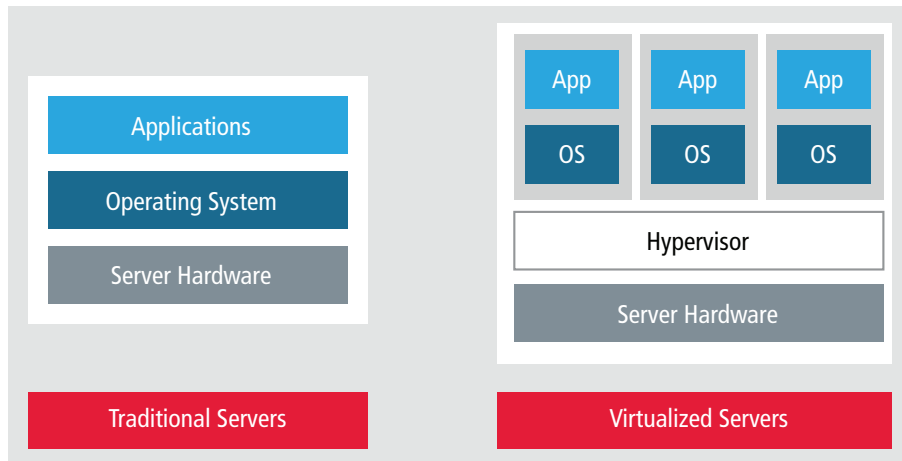 Applications
Operating System
Server Hardware
Traditional Servers
App App App
OS OS OS
Hypervisor
Server Hardware
Virtualized Servers